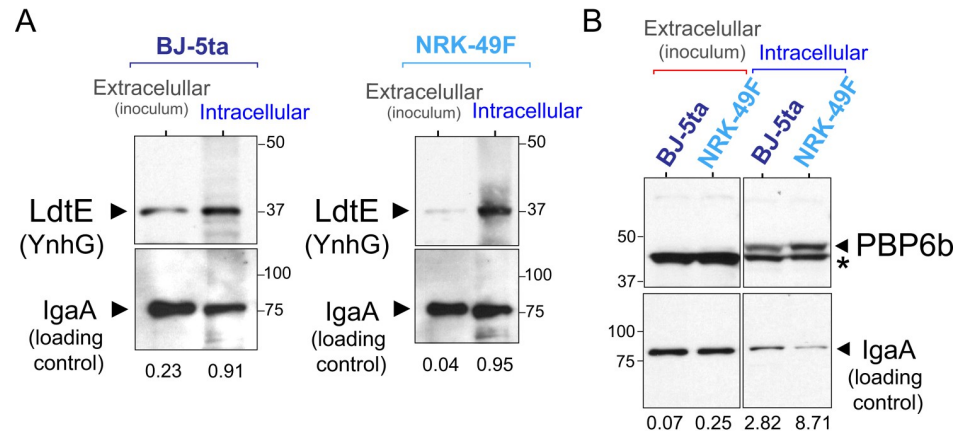 A
BJ-5ta
NRK-49F
Extracelullar
(inoculum)
Intracellular
Extracelullar
(inoculum)
Intracellular
50
37
LdtE
(YnhG)
100
75
IgaA
(loading
control)
0.23 0.91
50
37
LdtE
(YnhG)
100
75
IgaA
(loading
control)
0.04 0.95
B
Extracellular
(inoculum)
Intracellular
BJ-5ta
NRK-49F
BJ-5ta
NRK-49F
50
37
PBP6b
*
100
75
IgaA
(loading
control)
0.07 0.25 2.82 8.71